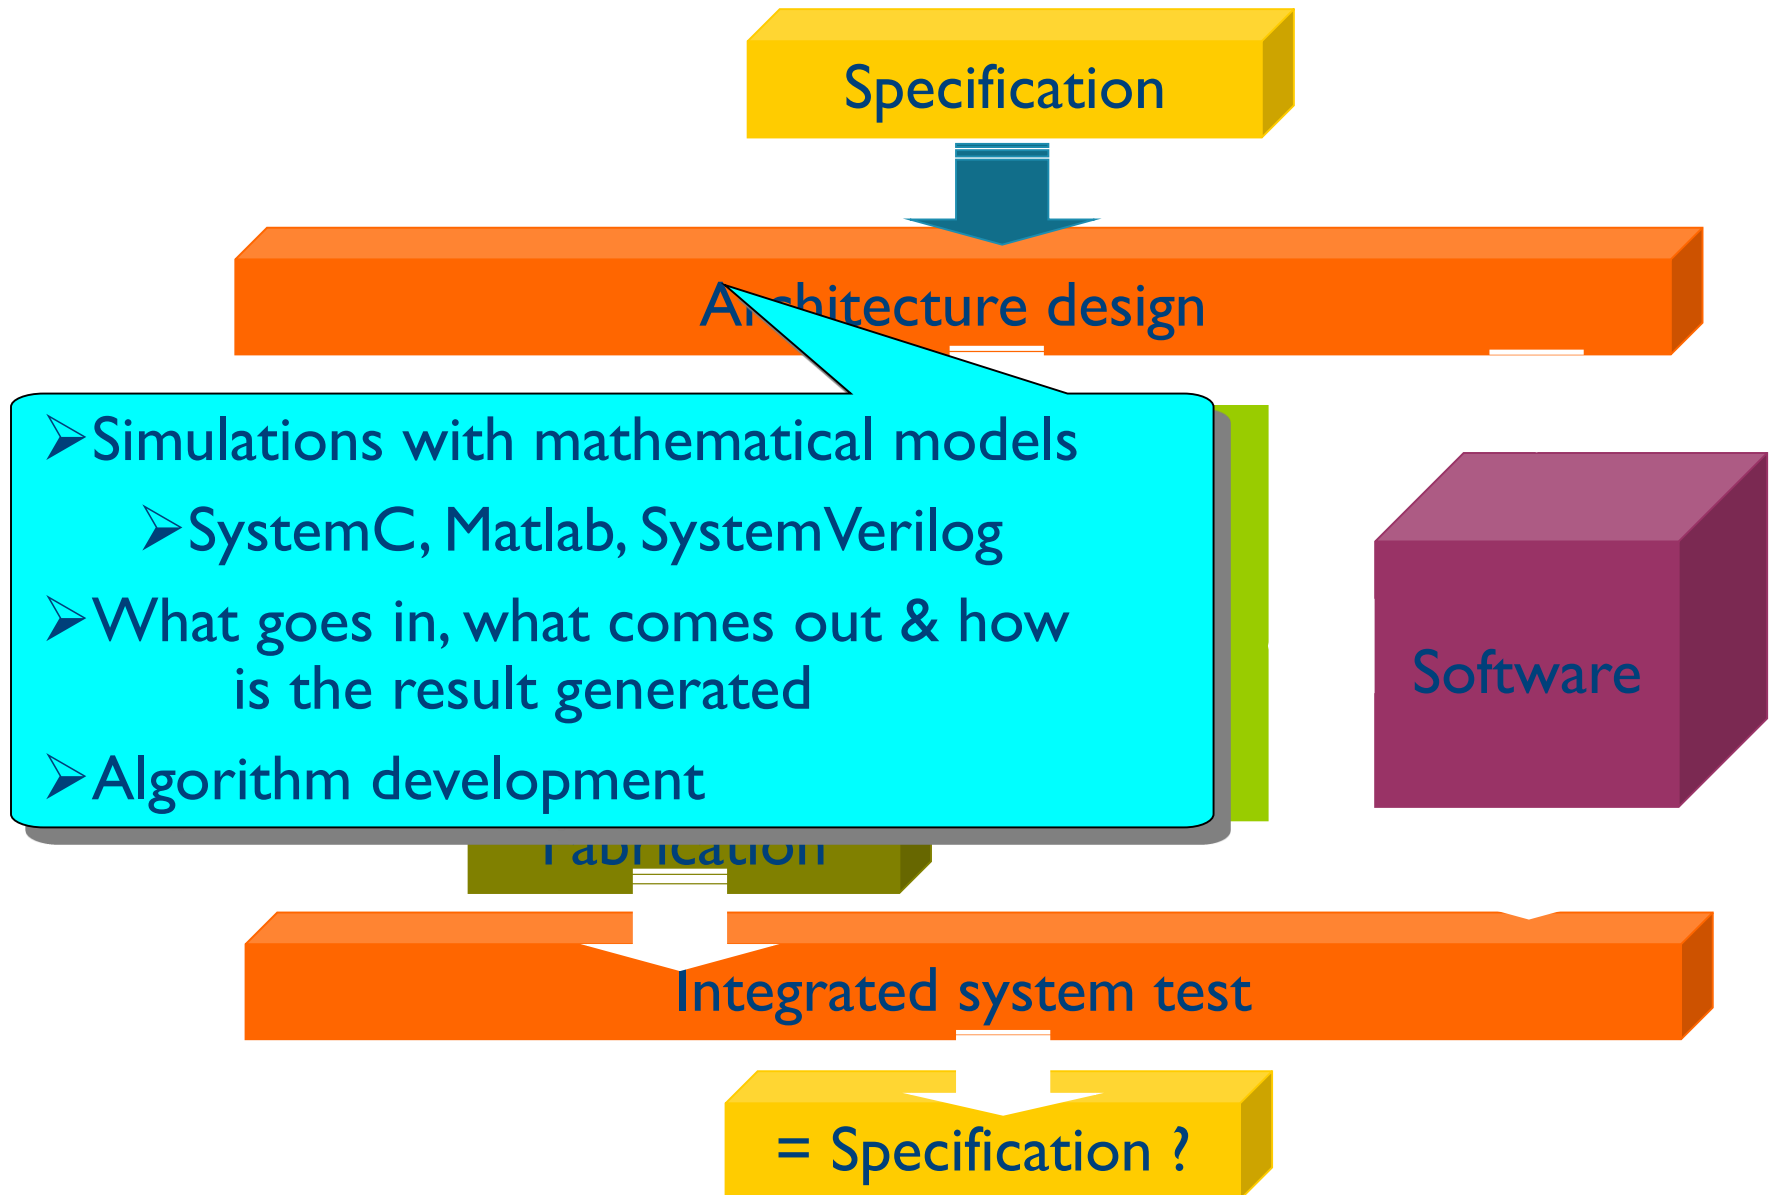 Specification
Architecture design
➢Simulations with mathematical models
➢SystemC, Matlab, SystemVerilog
➢What goes in, what comes out & how
is the result generated
➢Algorithm development
Software
Fabrication
Integrated system test
= Specification ?